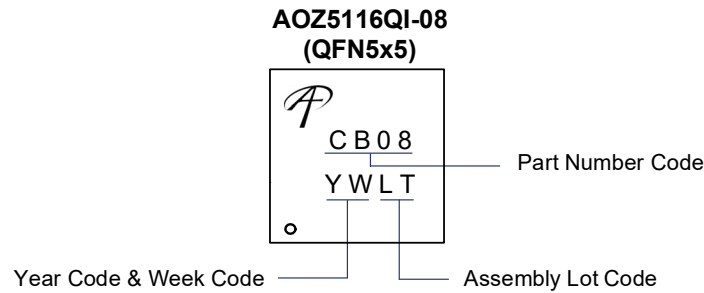 AOZ5116QI-08
(QFN5x5)
CB08
Part Number Code
YWLT
Year Code & Week Code
Assembly Lot Code